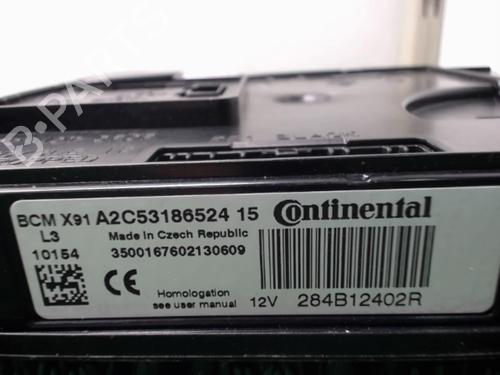 B-PARTS
BLACK
BCM X91 A2C53186524 15 Continental
L3 Made in Czech Republic
10154 3500167602130609
CE Homologation
see user manual 12V 284B12402R